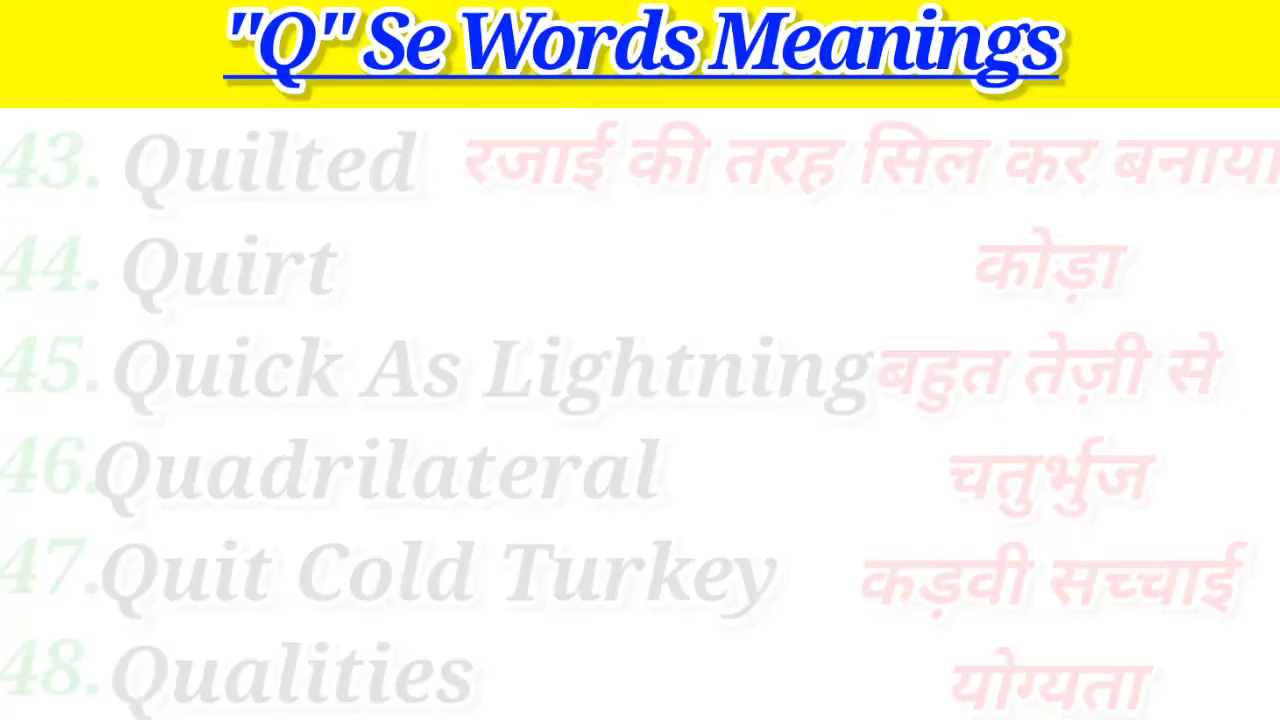 "Q" Se Words Meanings
43. Quilted रजाई की तरह सिल कर बनाया
44. Quirt कोड़ा
45. Quick As Lightning बहुत तेज़ी से
46. Quadrilateral चतुर्भुज
47. Quit Cold Turkey कड़वी सच्चाई
48. Qualities योग्यता